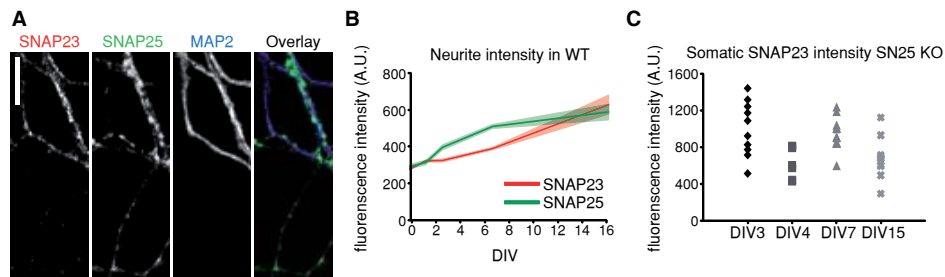 A
SNAP23 SNAP25 MAP2 Overlay
B
Neurite intensity in WT
fluorescence intensity (A.U.)
800
600
400
200
0
0 2 4 6 8 10 12 14 16
DIV
SNAP23
SNAP25
C
Somatic SNAP23 intensity SN25 KO
fluorescence intensity (A.U.)
1600
1200
800
400
0
DIV3 DIV4 DIV7 DIV15